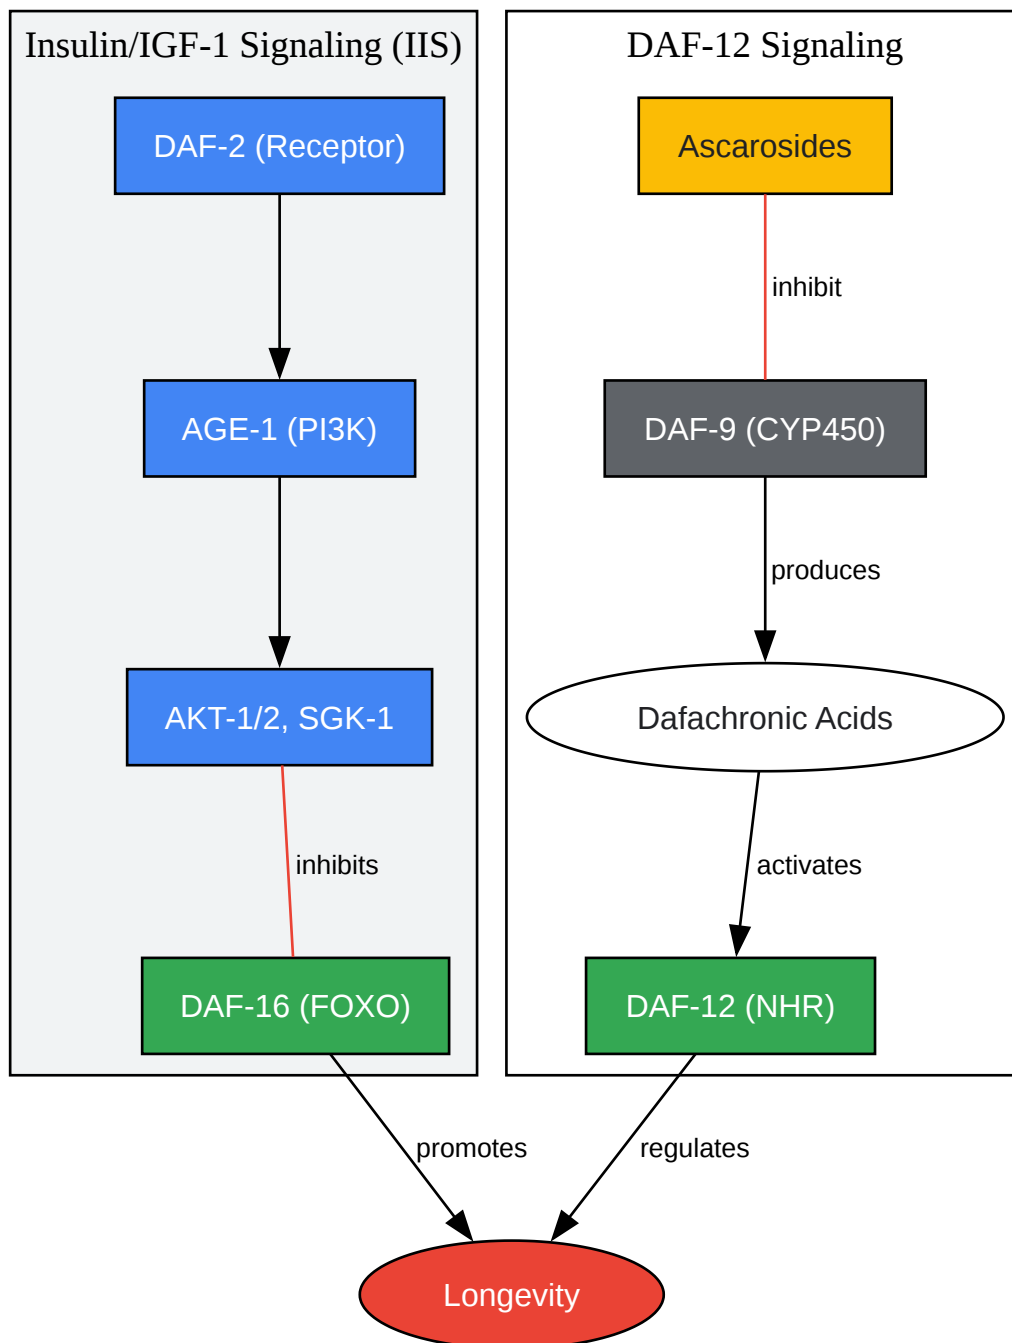 Insulin/IGF-1 Signaling (IIS)
DAF-2 (Receptor)
AGE-1 (PI3K)
AKT-1/2, SGK-1
inhibits
DAF-16 (FOXO)
DAF-12 Signaling
Ascarosides
inhibit
DAF-9 (CYP450)
produces
Dafachronic Acids
activates
DAF-12 (NHR)
promotes
regulates
Longevity